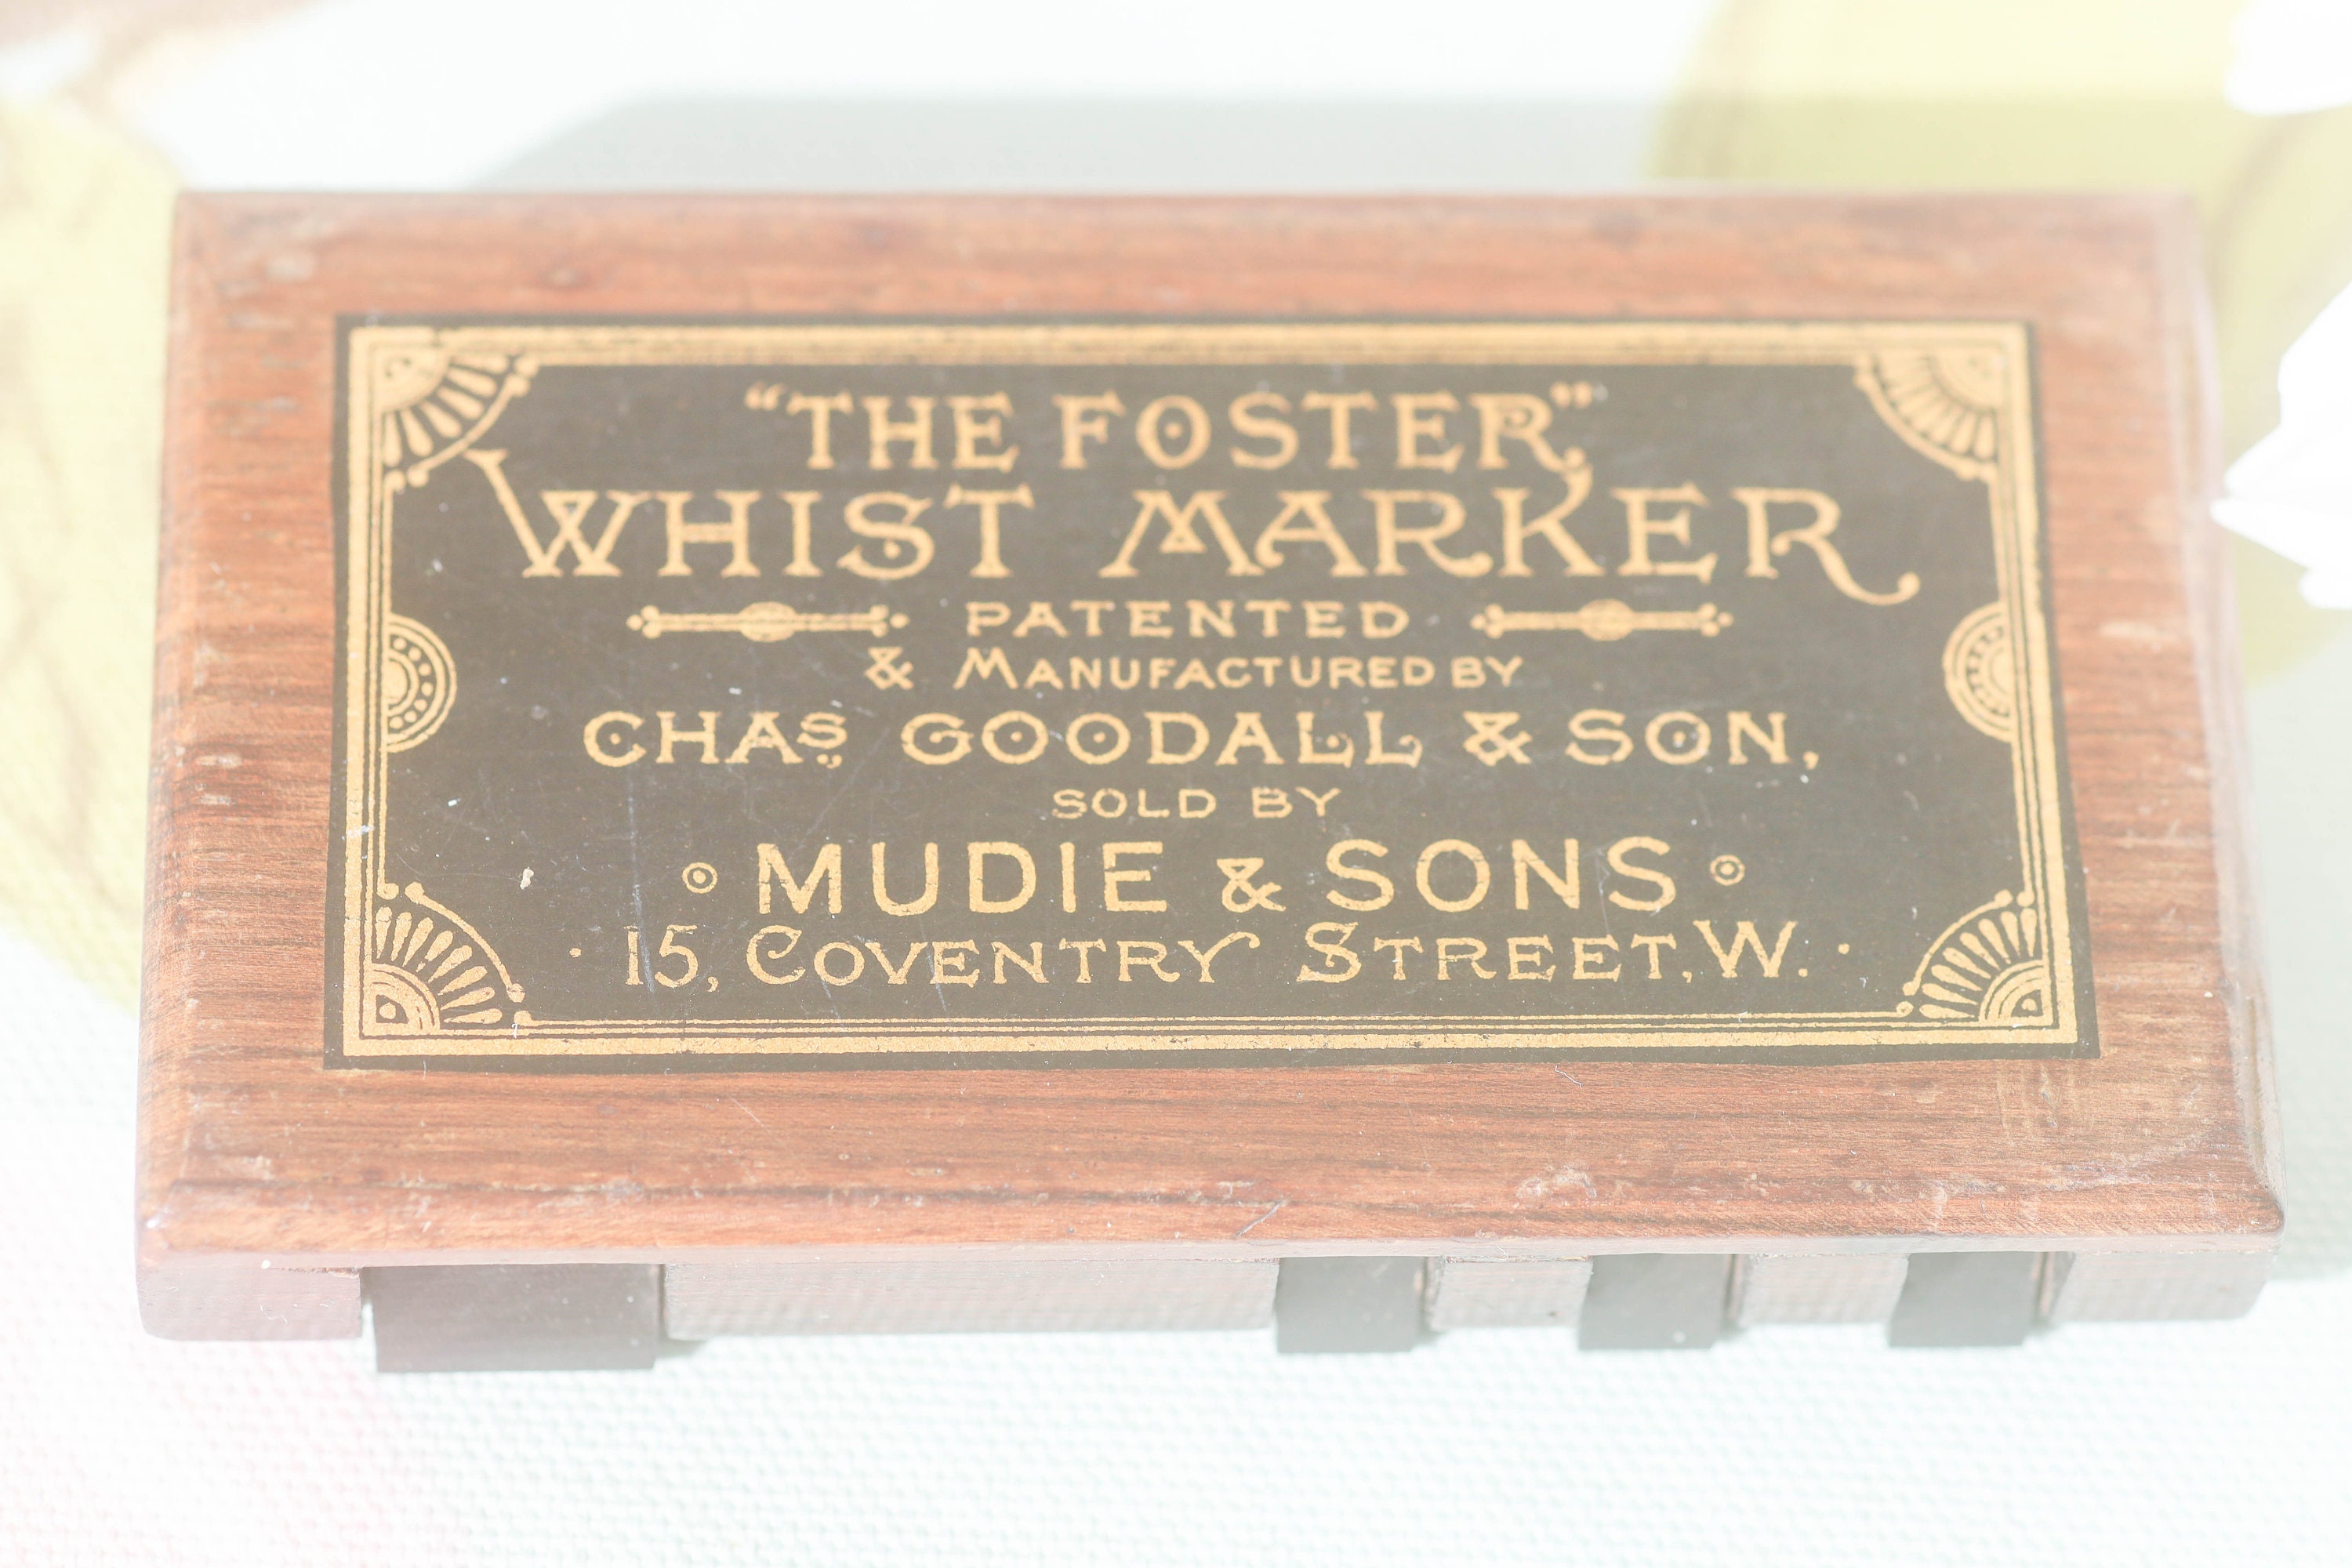 “THE FOSTER”
WHIST MARKER
PATENTED
& MANUFACTURED BY
CHAS GOODALL & SON,
SOLD BY
MUDIE & SONS
15, COVENTRY STREET, W.